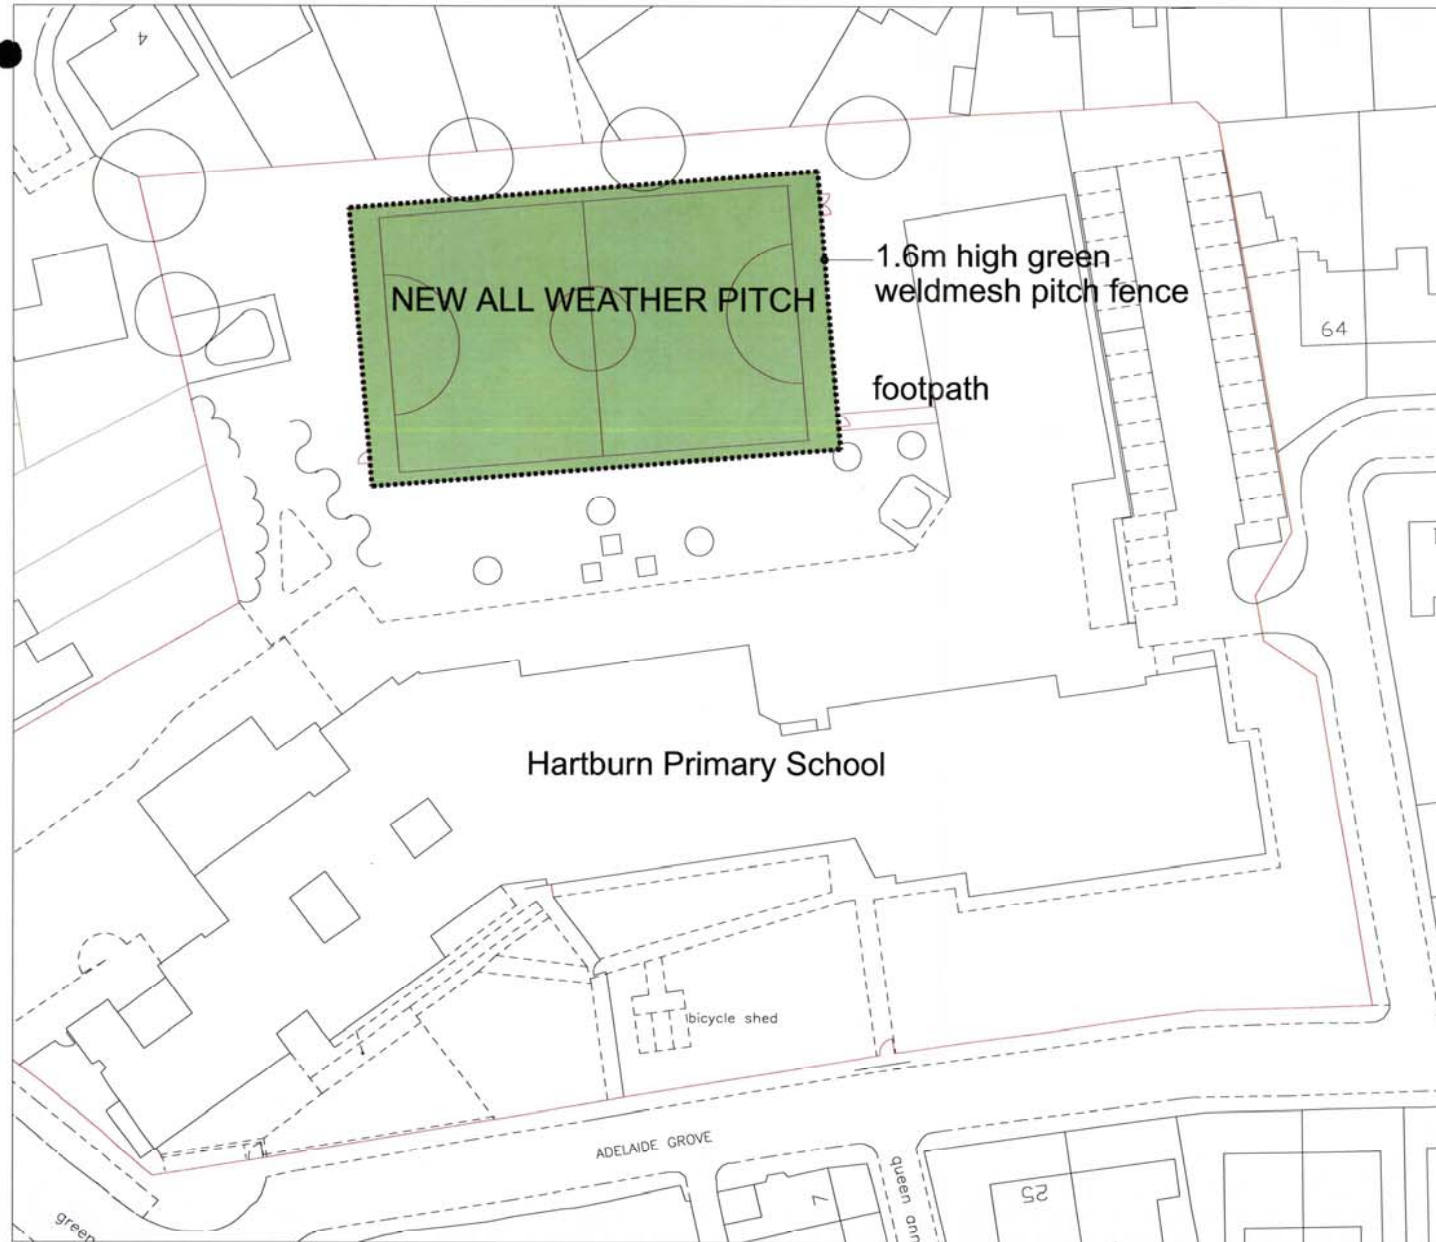 4
NEW ALL WEATHER PITCH
1.6m high green
weldmesh pitch fence
64
footpath
Hartburn Primary School
bicycle shed
ADELAIDE GROVE
queen ann
25
7
green